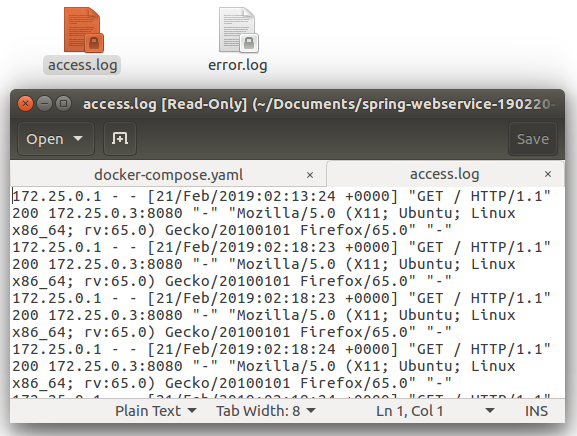 access.log error.log
access.log [Read-Only] (~/Documents/spring-webservice-190220-
Open Save
docker-compose.yaml × access.log ×
172.25.0.1 - - [21/Feb/2019:02:13:24 +0000] "GET / HTTP/1.1"
200 172.25.0.3:8080 "-" "Mozilla/5.0 (X11; Ubuntu; Linux
x86_64; rv:65.0) Gecko/20100101 Firefox/65.0" "-"
172.25.0.1 - - [21/Feb/2019:02:18:23 +0000] "GET / HTTP/1.1"
200 172.25.0.3:8080 "-" "Mozilla/5.0 (X11; Ubuntu; Linux
x86_64; rv:65.0) Gecko/20100101 Firefox/65.0" "-"
172.25.0.1 - - [21/Feb/2019:02:18:23 +0000] "GET / HTTP/1.1"
200 172.25.0.3:8080 "-" "Mozilla/5.0 (X11; Ubuntu; Linux
x86_64; rv:65.0) Gecko/20100101 Firefox/65.0" "-"
172.25.0.1 - - [21/Feb/2019:02:18:24 +0000] "GET / HTTP/1.1"
200 172.25.0.3:8080 "-" "Mozilla/5.0 (X11; Ubuntu; Linux
x86_64; rv:65.0) Gecko/20100101 Firefox/65.0" "-"
Plain Text Tab Width: 8 Ln 1, Col 1 INS